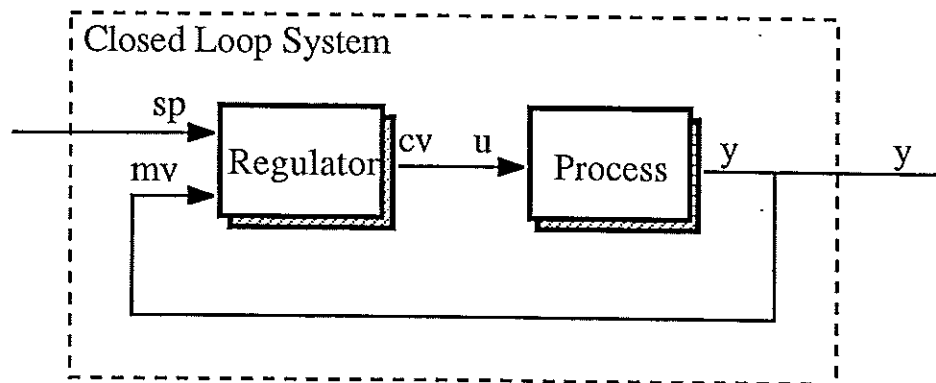 Closed Loop System
sp
mv
Regulator
cv
u
Process
y
y